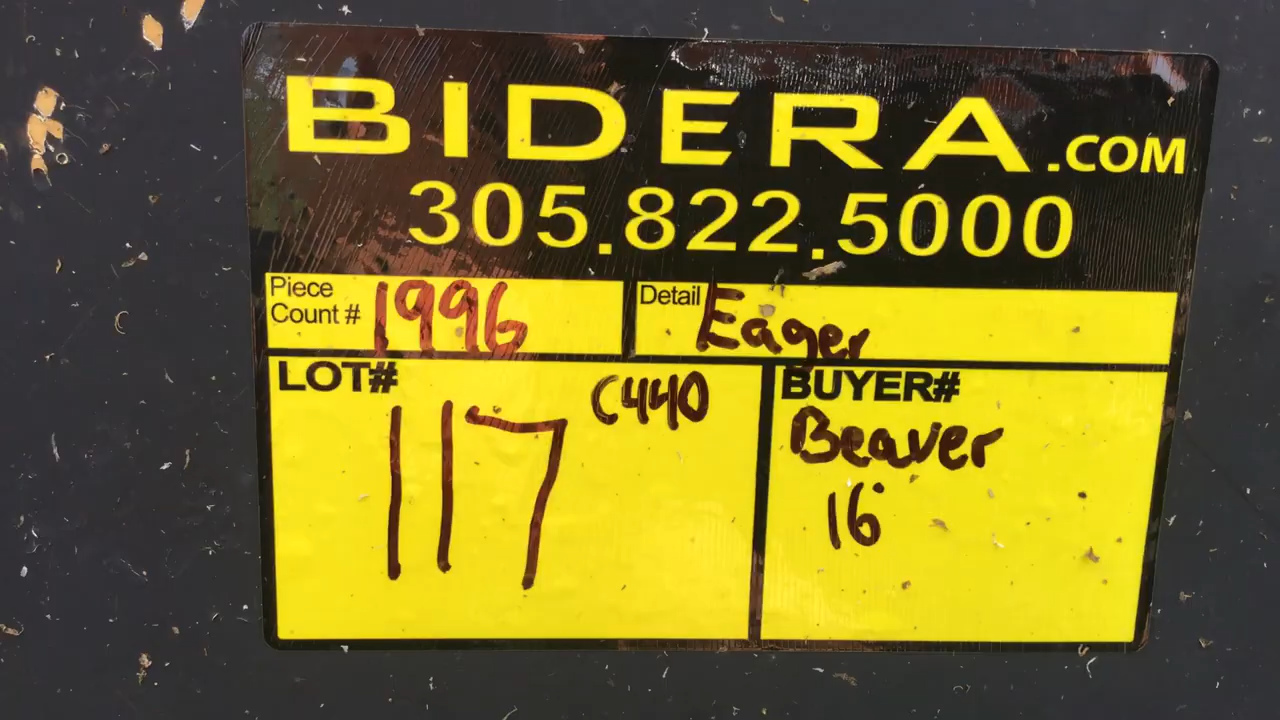 BIDERA.COM
305.822.5000
Piece Count # 1996
Detail Eager
LOT#
C440
117
BUYER#
Beaver
16